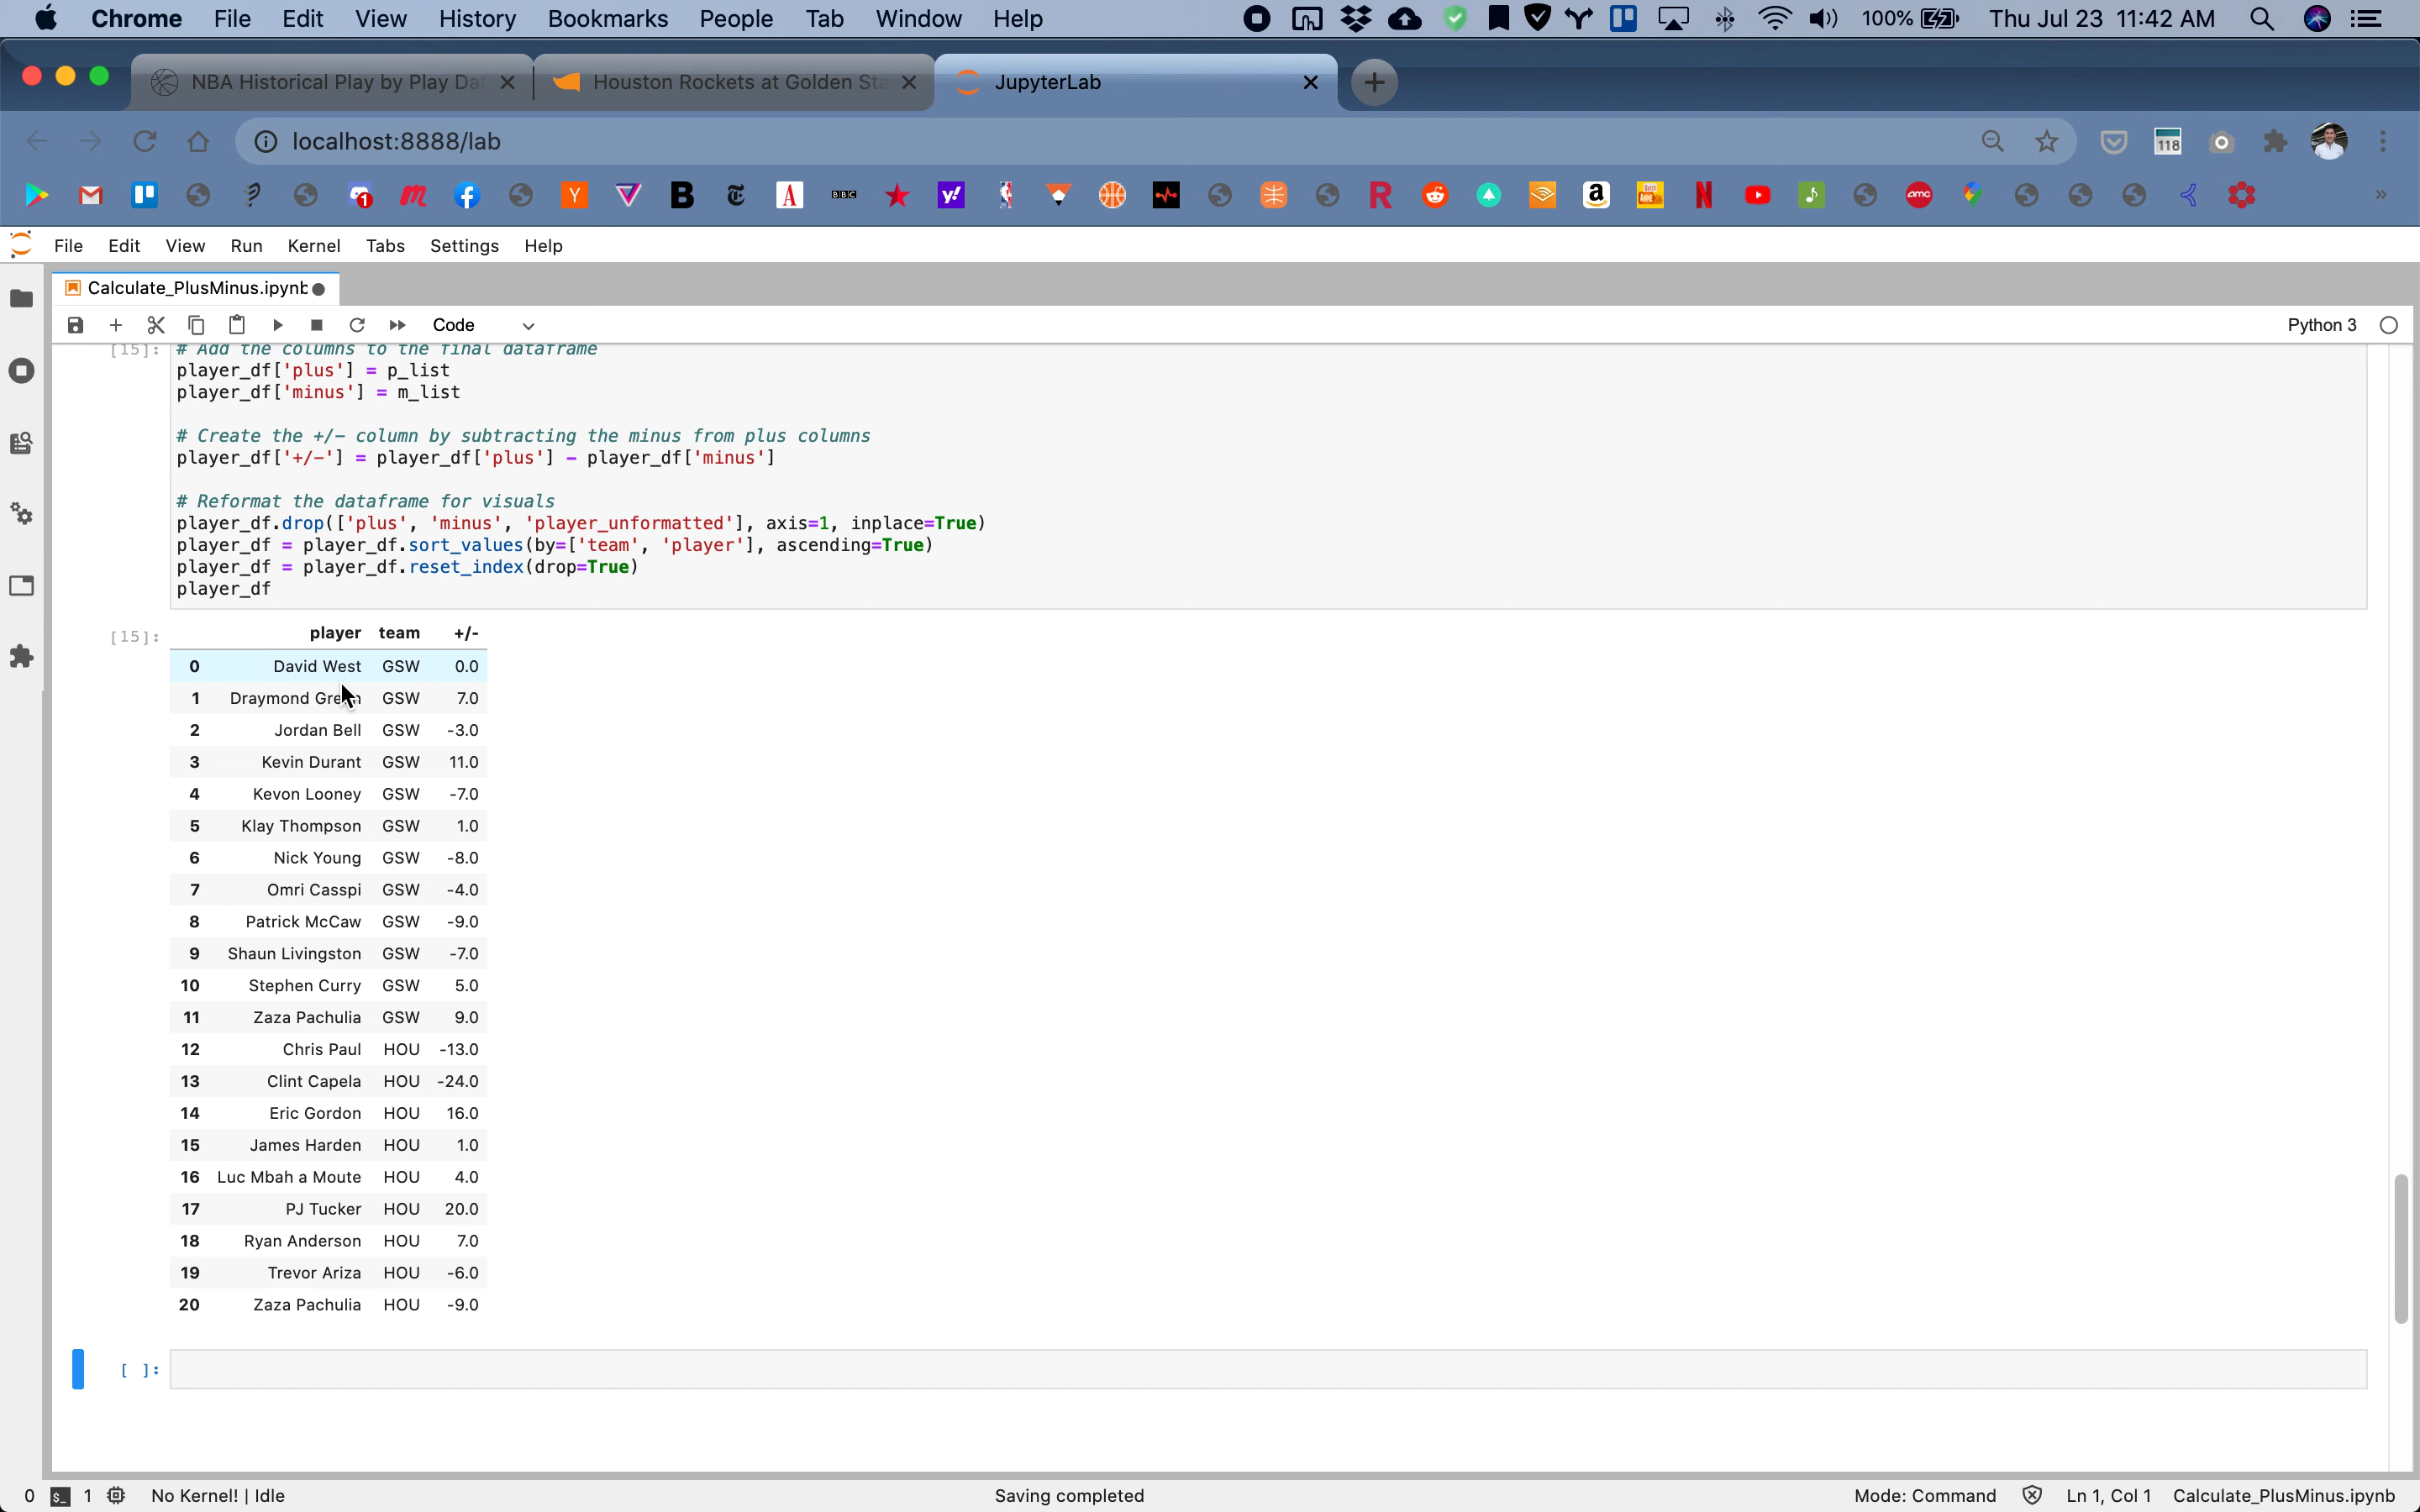 Chrome File Edit View History Bookmarks People Tab Window Help 100% Thu Jul 23 11:42 AM
NBA Historical Play by Play Dat Houston Rockets at Golden Sta JupyterLab
localhost:8888/lab 118
1 m Y B A BBC y! R a N amc
File Edit View Run Kernel Tabs Settings Help
Calculate_PlusMinus.ipynb
Code Python 3
[15]: # Add the columns to the final dataframe
player_df['plus'] = p_list
player_df['minus'] = m_list
# Create the +/- column by subtracting the minus from plus columns
player_df['+/-'] = player_df['plus'] - player_df['minus']
# Reformat the dataframe for visuals
player_df.drop(['plus', 'minus', 'player_unformatted'], axis=1, inplace=True)
player_df = player_df.sort_values(by=['team', 'player'], ascending=True)
player_df = player_df.reset_index(drop=True)
player_df
[15]: player team +/-
0 David West GSW 0.0
1 Draymond Green GSW 7.0
2 Jordan Bell GSW -3.0
3 Kevin Durant GSW 11.0
4 Kevon Looney GSW -7.0
5 Klay Thompson GSW 1.0
6 Nick Young GSW -8.0
7 Omri Casspi GSW -4.0
8 Patrick McCaw GSW -9.0
9 Shaun Livingston GSW -7.0
10 Stephen Curry GSW 5.0
11 Zaza Pachulia GSW 9.0
12 Chris Paul HOU -13.0
13 Clint Capela HOU -24.0
14 Eric Gordon HOU 16.0
15 James Harden HOU 1.0
16 Luc Mbah a Moute HOU 4.0
17 PJ Tucker HOU 20.0
18 Ryan Anderson HOU 7.0
19 Trevor Ariza HOU -6.0
20 Zaza Pachulia HOU -9.0
[ ]:
0 $_ 1 No Kernel! | Idle Saving completed Mode: Command Ln 1, Col 1 Calculate_PlusMinus.ipynb